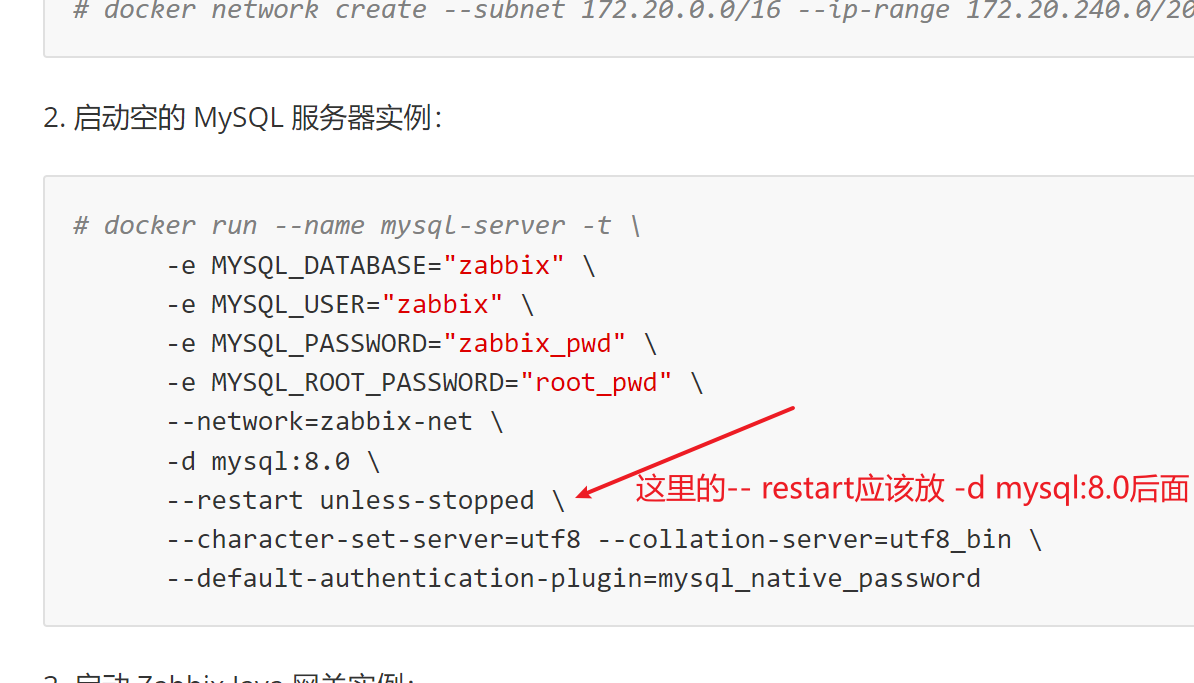 # docker network create --subnet 172.20.0.0/16 --ip-range 172.20.240.0/20
2. 启动空的 MySQL 服务器实例：
# docker run --name mysql-server -t \
-e MYSQL_DATABASE="zabbix" \
-e MYSQL_USER="zabbix" \
-e MYSQL_PASSWORD="zabbix_pwd" \
-e MYSQL_ROOT_PASSWORD="root_pwd" \
--network=zabbix-net \
-d mysql:8.0 \
--restart unless-stopped \
这里的-- restart应该放 -d mysql:8.0后面
--character-set-server=utf8 --collation-server=utf8_bin \
--default-authentication-plugin=mysql_native_password
3. 启动 Zabbix Java 网关实例：